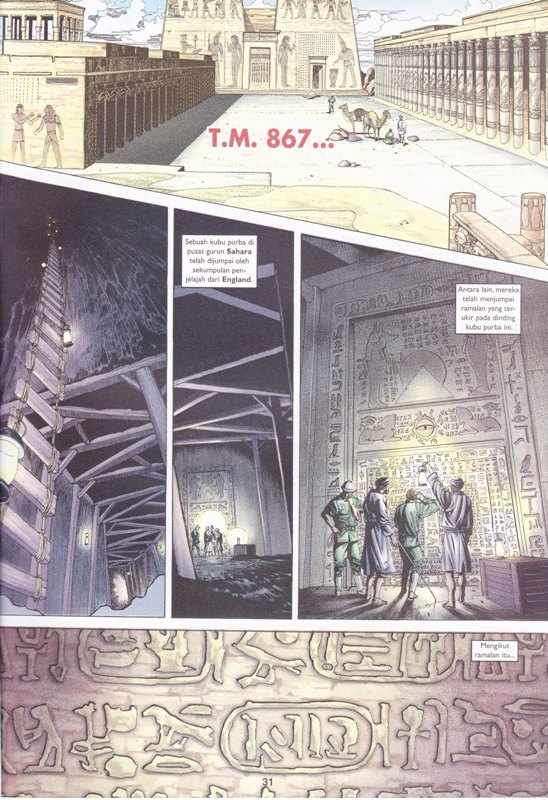 T.M. 867...
Sebuah kubu purba di
pusat gurun Sahara
telah dijumpai oleh
sekumpulan pen-
jelajah dari England.
Antara lain, mereka
telah menjumpai
ramalan yang ter-
ukir pada dinding
kubu purba ini.
Mengikut
ramalan itu...
31